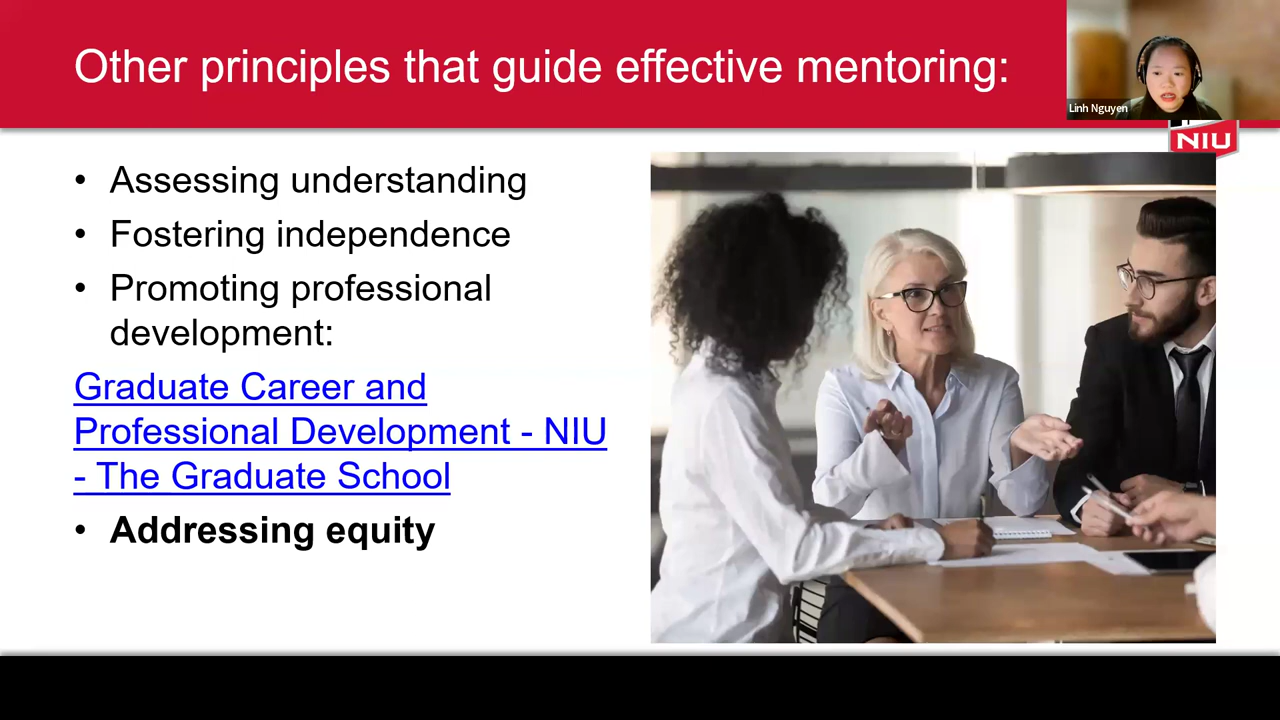 Other principles that guide effective mentoring:
Linh Nguyen
NIU
• Assessing understanding
• Fostering independence
• Promoting professional
development:
Graduate Career and
Professional Development - NIU
- The Graduate School
• Addressing equity